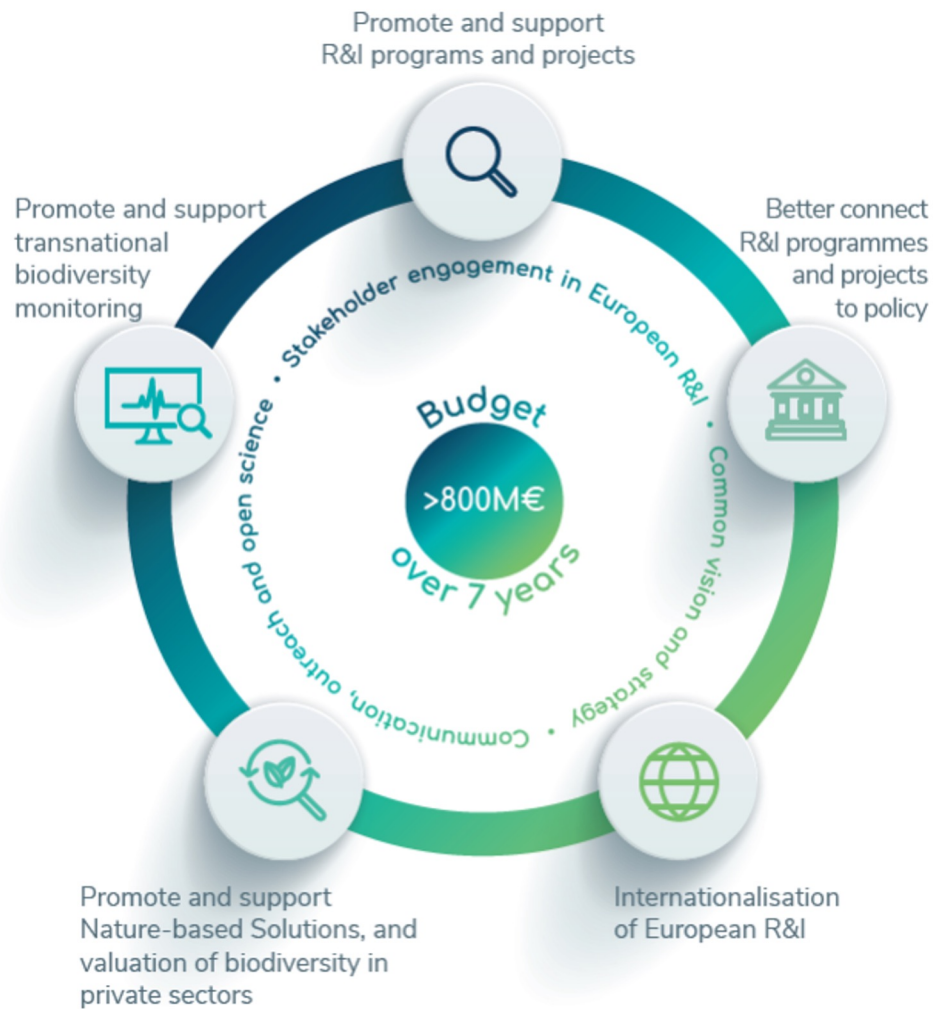 Promote and support
R&I programs and projects
Promote and support
transnational
biodiversity
monitoring
Better connect
R&I programmes
and projects
to policy
• Stakeholder engagement in European R&I • Common vision and strategy • Communication, outreach and open science
Budget
>800M€
over 7 years
Promote and support
Nature-based Solutions, and
valuation of biodiversity in
private sectors
Internationalisation
of European R&I